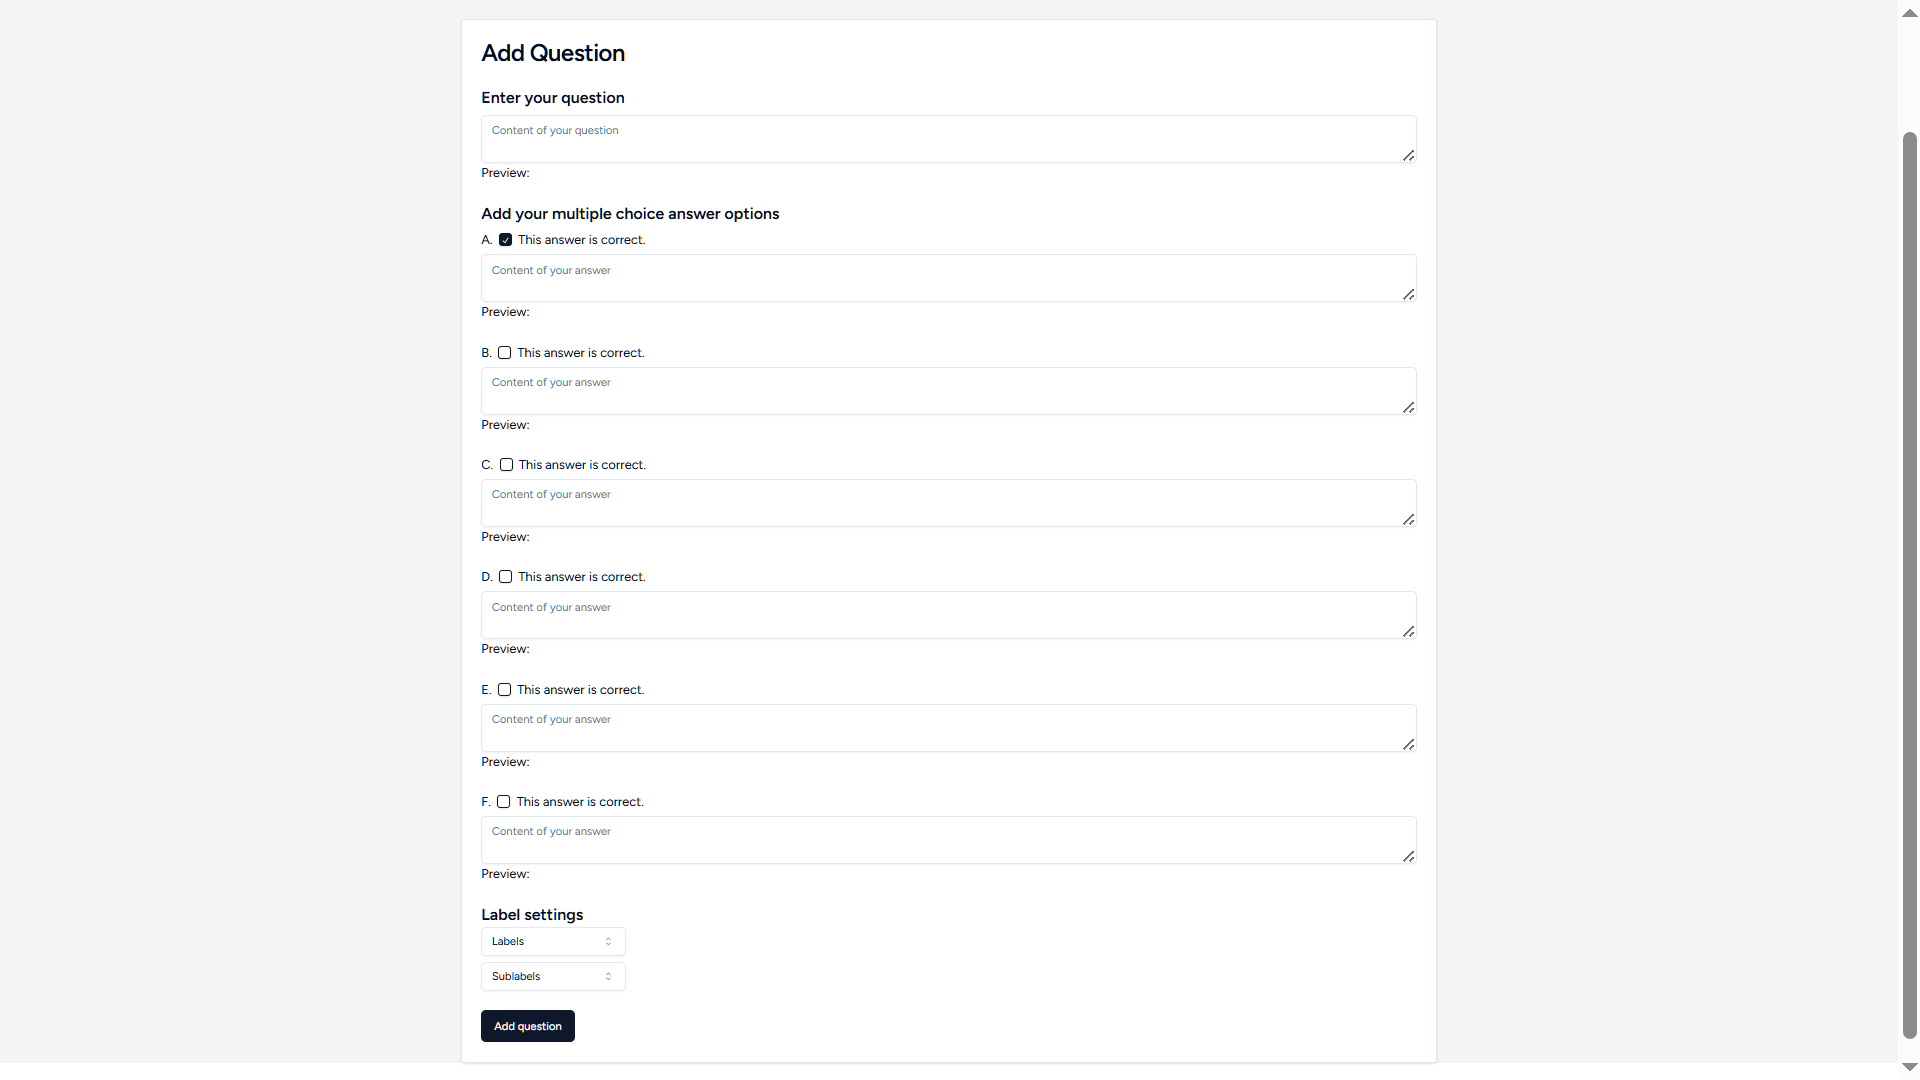 Add Question
Enter your question
Content of your question
Preview:
Add your multiple choice answer options
A. This answer is correct.
Content of your answer
Preview:
B. This answer is correct.
Content of your answer
Preview:
C. This answer is correct.
Content of your answer
Preview:
D. This answer is correct.
Content of your answer
Preview:
E. This answer is correct.
Content of your answer
Preview:
F. This answer is correct.
Content of your answer
Preview:
Label settings
Labels
Sublabels
Add question